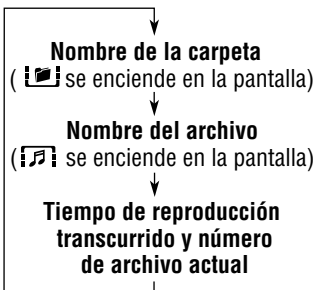 Nombre de la carpeta
( se enciende en la pantalla)
Nombre del archivo
( se enciende en la pantalla)
Tiempo de reproducción
transcurrido y número
de archivo actual